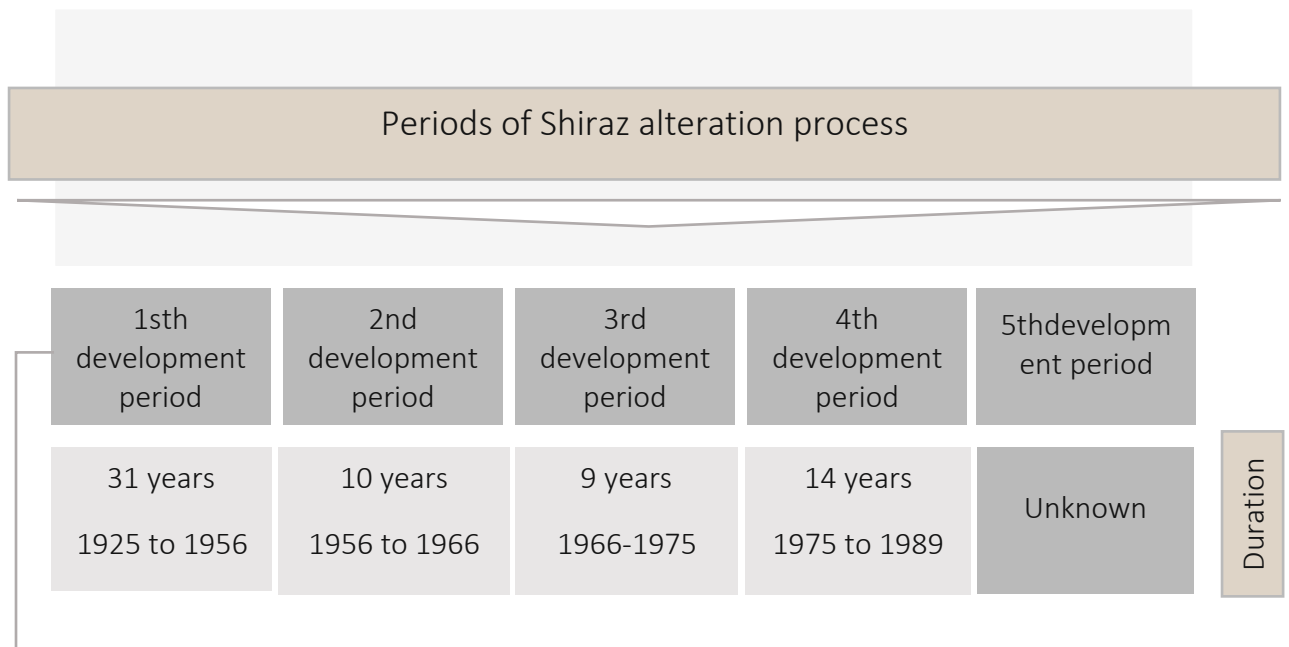 Periods of Shiraz alteration process
1sth
development
period
2nd
development
period
3rd
development
period
4th
development
period
5thdevelopm
ent period
31 years
1925 to 1956
10 years
1956 to 1966
9 years
1966-1975
14 years
1975 to 1989
Unknown
Duration